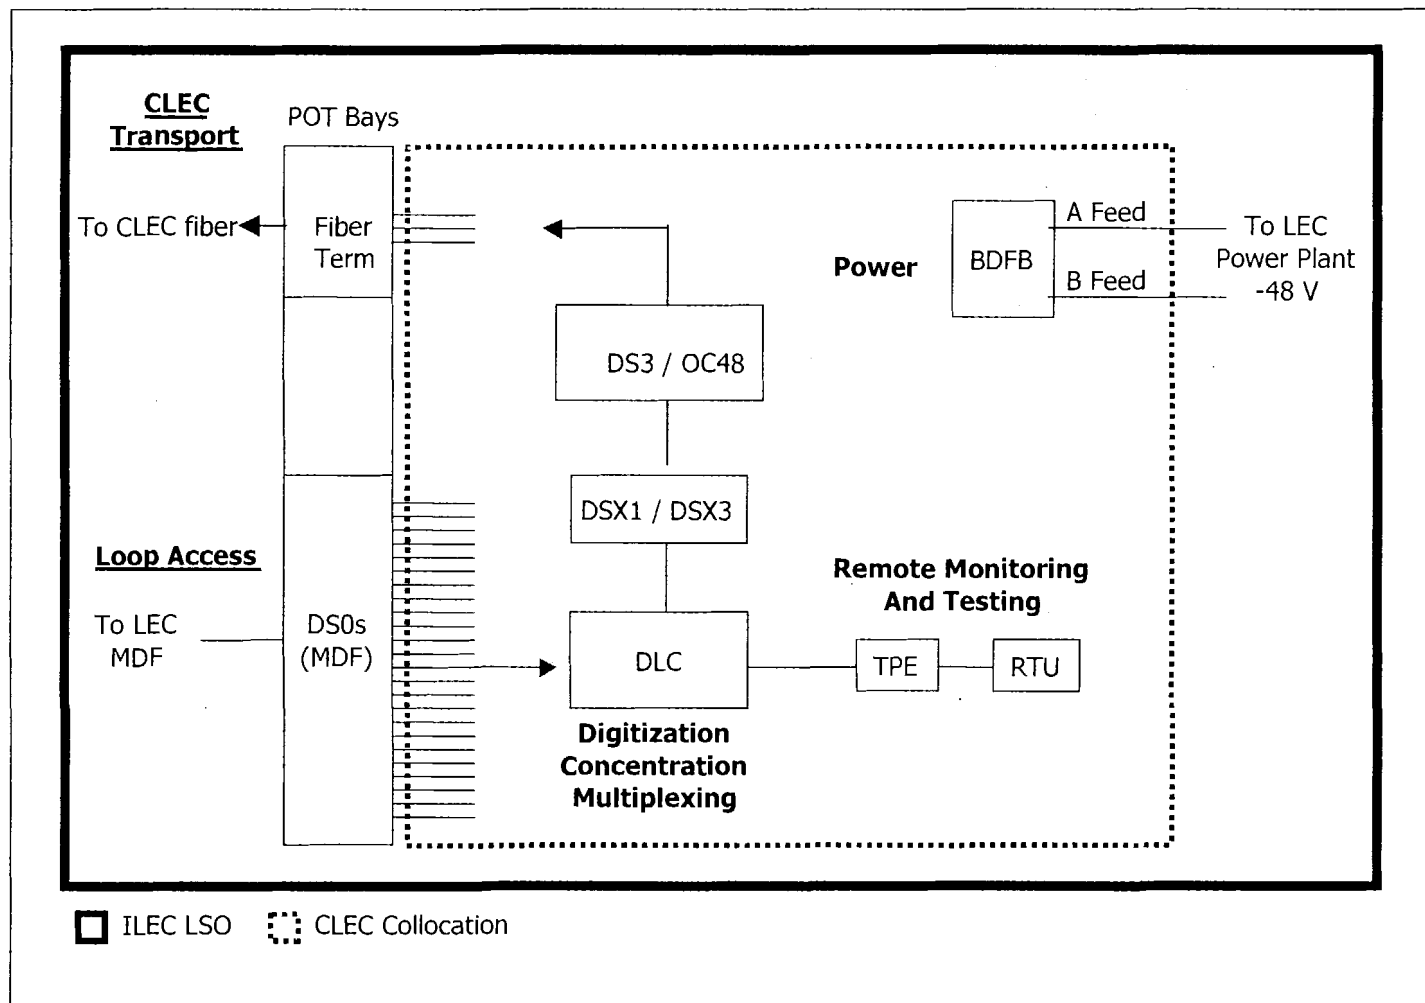 CLEC
Transport
POT Bays
To CLEC fiber
Fiber
Term
A Feed
B Feed
BDFB
Power
To LEC
Power Plant
-48 V
DS3 / OC48
DSX1 / DSX3
Loop Access
To LEC
MDF
DS0s
(MDF)
Remote Monitoring
And Testing
DLC
TPE
RTU
Digitization
Concentration
Multiplexing
ILEC LSO
CLEC Collocation